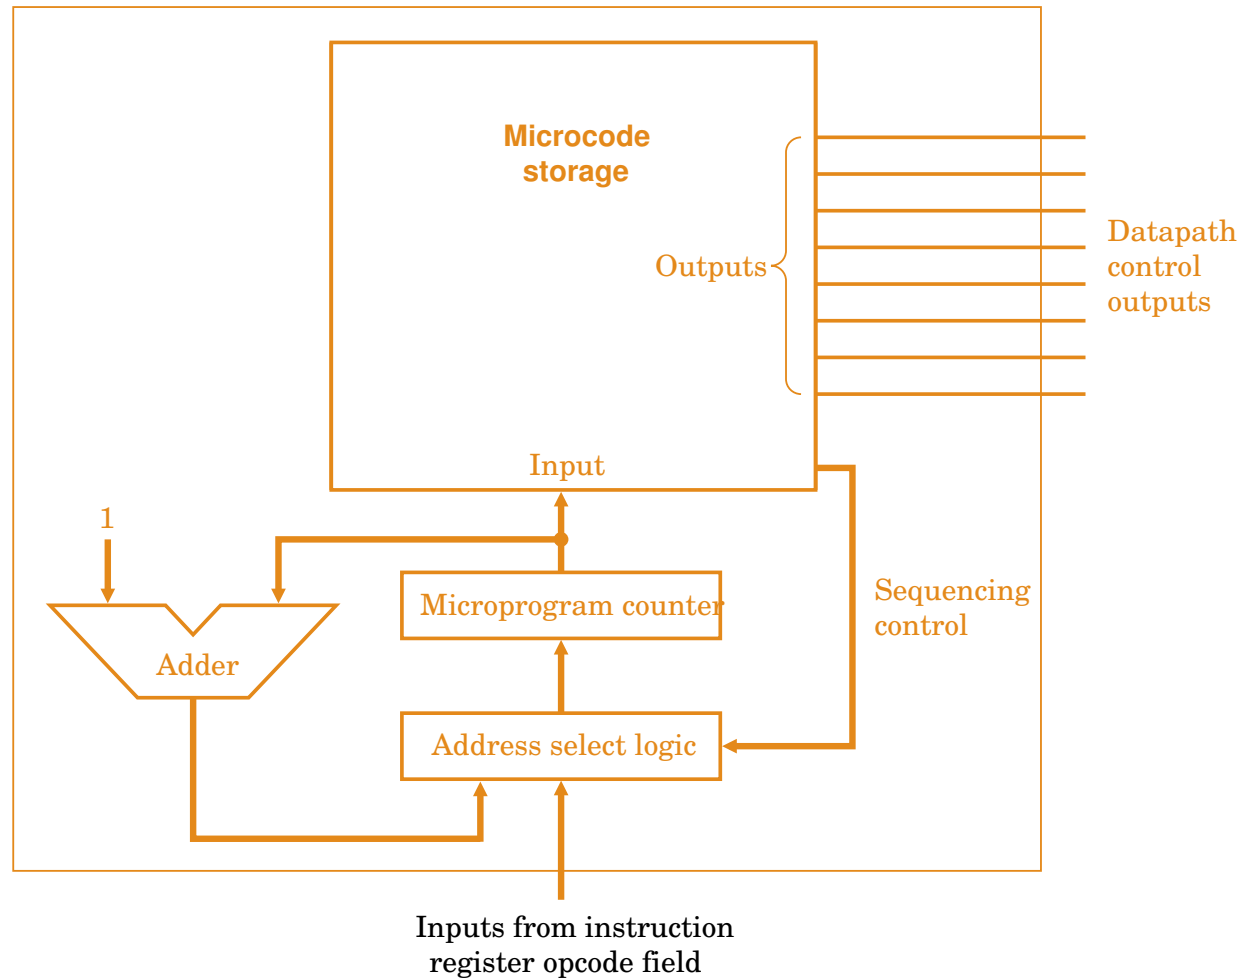 Microcode
storage
Outputs
Datapath
control
outputs
Input
1
Microprogram counter
Sequencing
control
Adder
Address select logic
Inputs from instruction
register opcode field